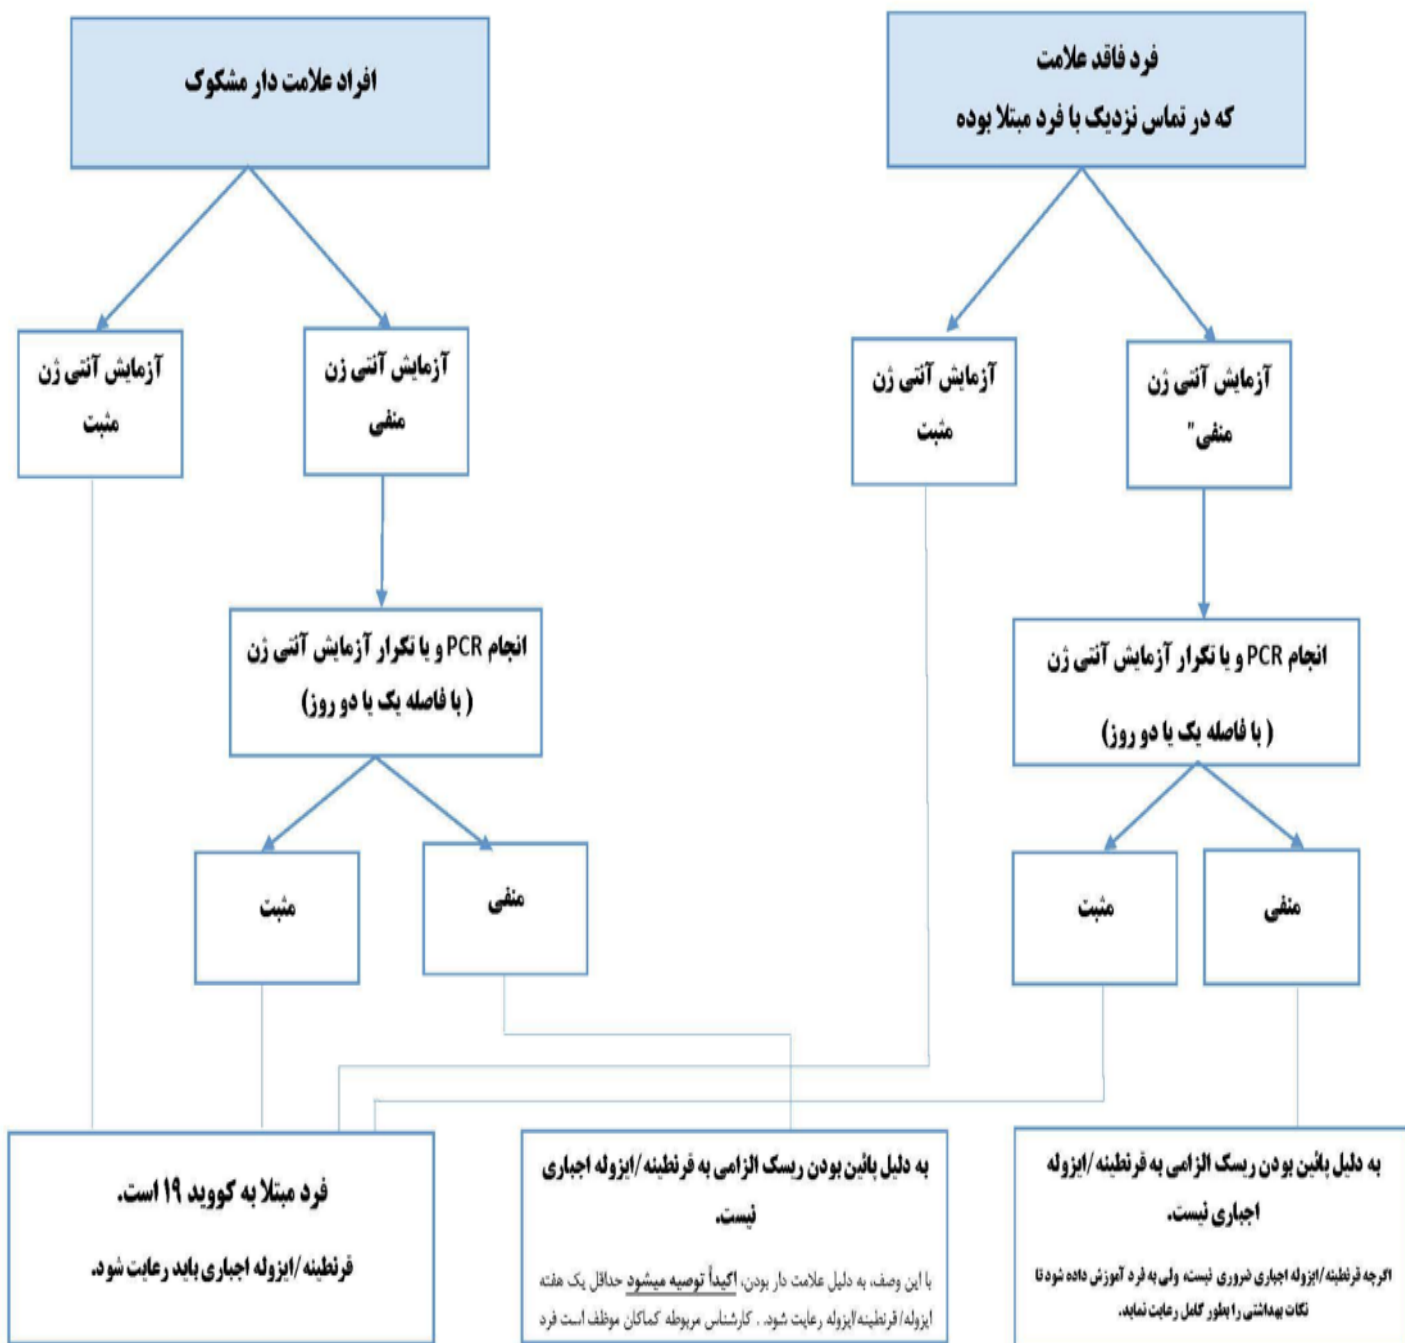 فرد فاقد علامت
که در تماس نزدیک با فرد مبتلا بوده
افراد علامت دار مشکوک
آزمایش آنتی ژن
منفی"
آزمایش آنتی ژن
مثبت
آزمایش آنتی ژن
منفی
آزمایش آنتی ژن
مثبت
انجام PCR و یا تکرار آزمایش آنتی ژن
( با فاصله یک یا دو روز)
انجام PCR و یا تکرار آزمایش آنتی ژن
( با فاصله یک یا دو روز)
منفی
مثبت
منفی
مثبت
به دلیل پائین بودن ریسک الزامی به قرنطینه/ایزوله
اجباری نیست.
اگرچه قرنطینه/ایزوله اجباری ضروری نیست، ولی به فرد آموزش داده شود تا
نکات بهداشتی را بطور کامل رعایت نماید.
به دلیل پائین بودن ریسک الزامی به قرنطینه/ایزوله اجباری
نیست.
با این وصف، به دلیل علامت دار بودن، اکیداً توصیه میشود حداقل یک هفته
ایزوله/ قرنطینه/ایزوله رعایت شود. . کارشناس مربوطه کماکان موظف است فرد
فرد مبتلا به کووید ۱۹ است.
قرنطینه/ایزوله اجباری باید رعایت شود.